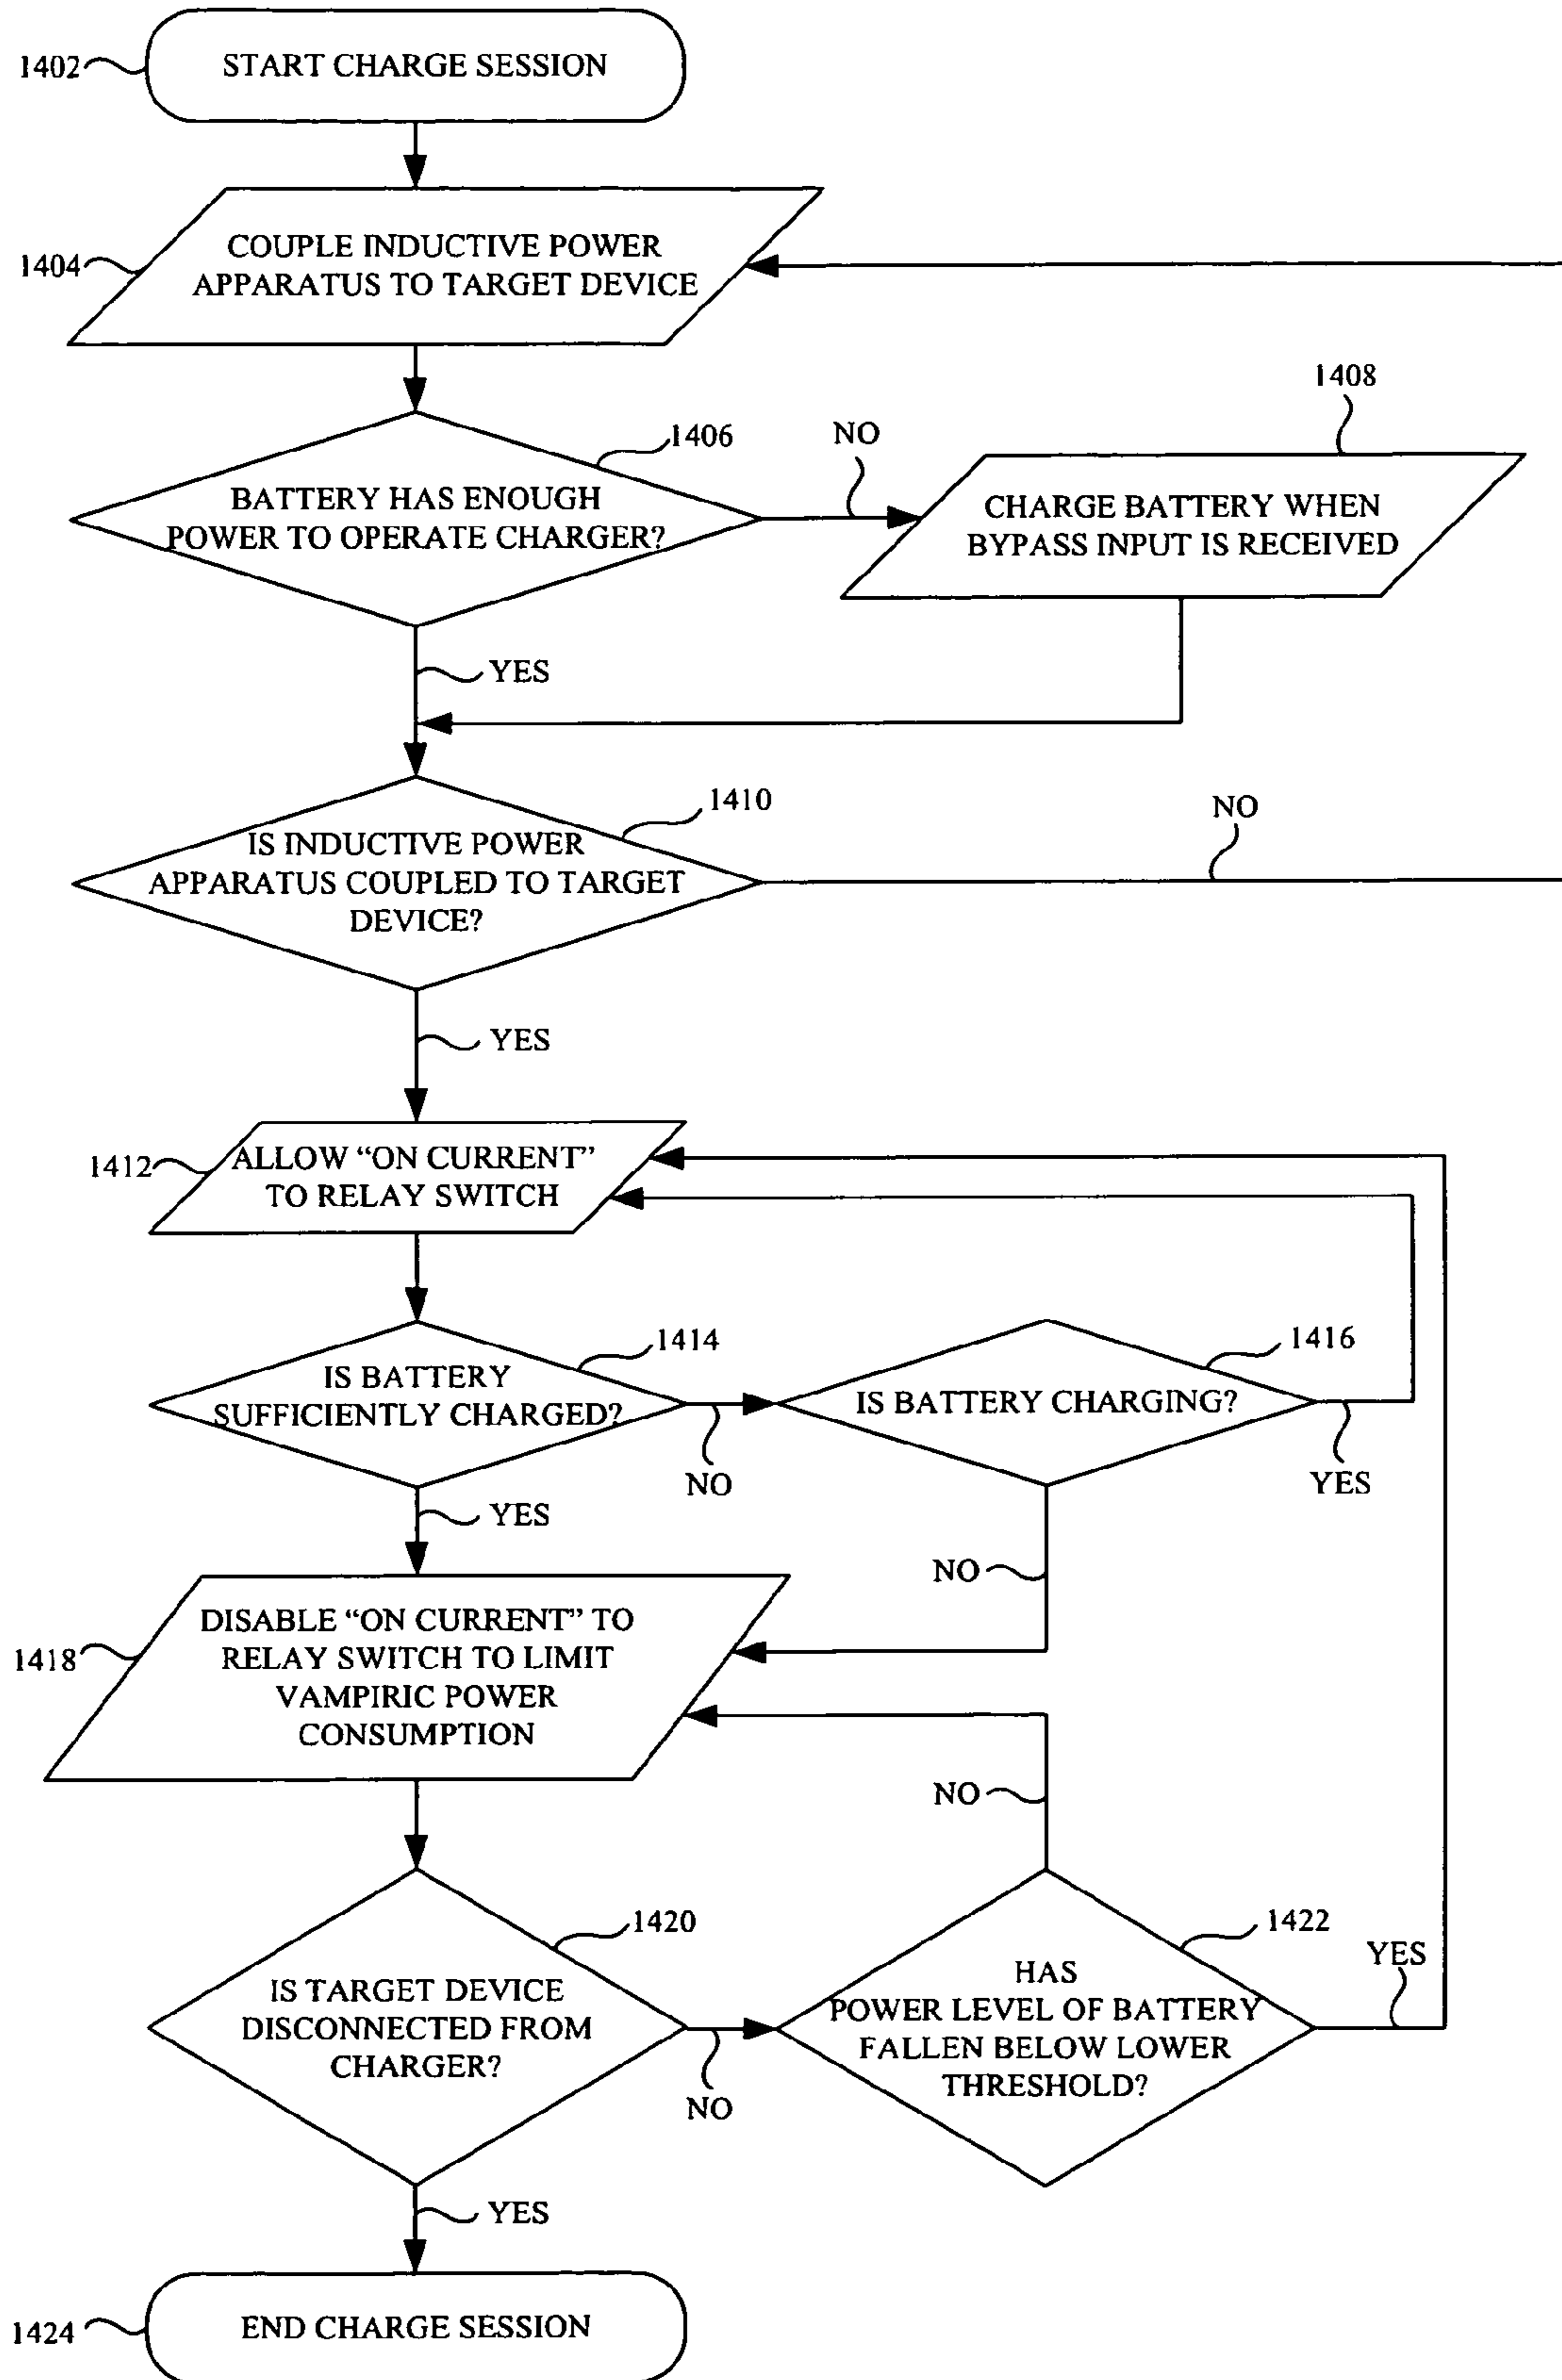 1402
START CHARGE SESSION
1404
COUPLE INDUCTIVE POWER
APPARATUS TO TARGET DEVICE
1406
BATTERY HAS ENOUGH
POWER TO OPERATE CHARGER?
NO
1408
CHARGE BATTERY WHEN
BYPASS INPUT IS RECEIVED
YES
1410
IS INDUCTIVE POWER
APPARATUS COUPLED TO TARGET
DEVICE?
NO
YES
1412
ALLOW “ON CURRENT”
TO RELAY SWITCH
1414
IS BATTERY
SUFFICIENTLY CHARGED?
NO
1416
IS BATTERY CHARGING?
YES
YES
NO
1418
DISABLE “ON CURRENT” TO
RELAY SWITCH TO LIMIT
VAMPIRIC POWER
CONSUMPTION
NO
1420
IS TARGET DEVICE
DISCONNECTED FROM
CHARGER?
NO
1422
HAS
POWER LEVEL OF BATTERY
FALLEN BELOW LOWER
THRESHOLD?
YES
YES
1424
END CHARGE SESSION